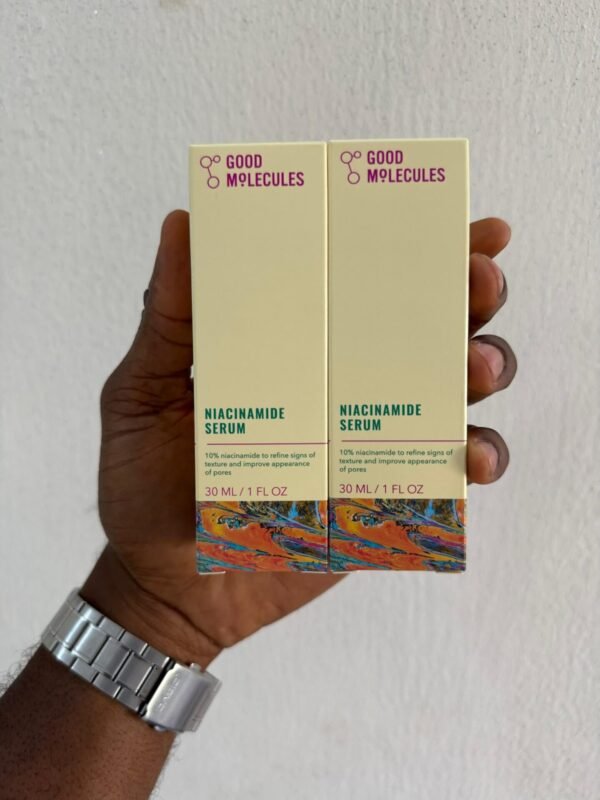 GOOD
MOLECULES
NIACINAMIDE
SERUM
10% niacinamide to refine signs of
texture and improve appearance
of pores
30 ML / 1 FL OZ
GOOD
MOLECULES
NIACINAMIDE
SERUM
10% niacinamide to refine signs of
texture and improve appearance
of pores
30 ML / 1 FL OZ
CASIO